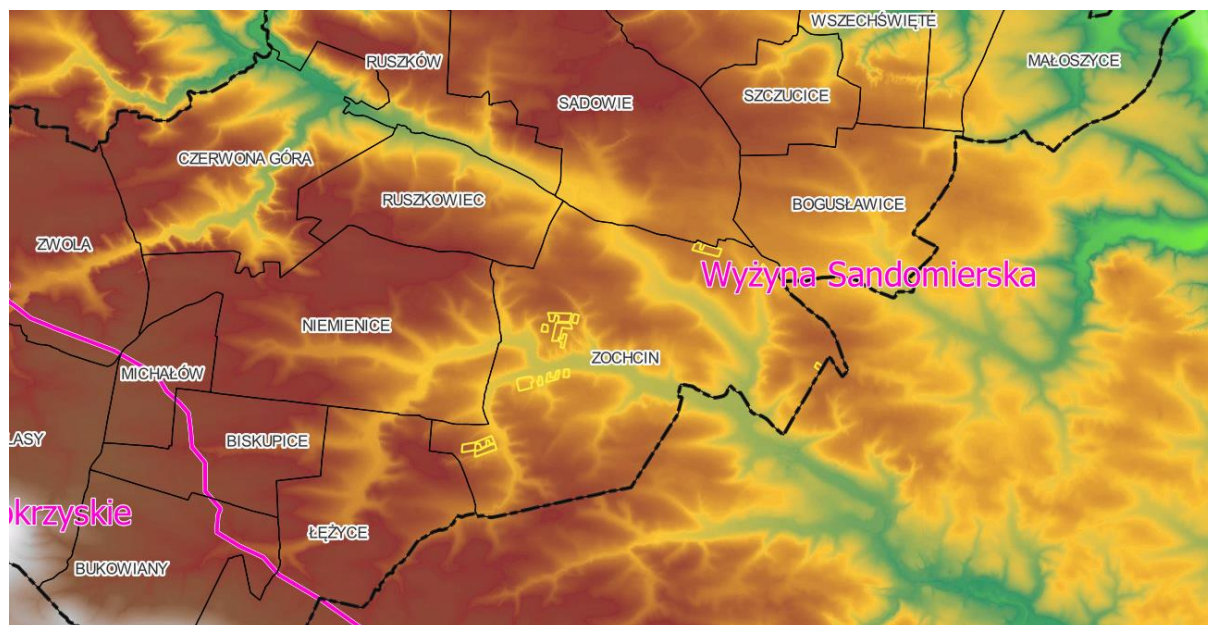 WSZECHŚWIĘTE
RUSZKÓW
MAŁOSZYCE
SADOWIE
SZCZUCICE
CZERWONA GÓRA
RUSZKOWIEC
BOGUSŁAWICE
ZWOLA
Wyżyna Sandomierska
NIEMIENICE
ZOCHCIN
MICHAŁÓW
LASY
BISKUPICE
okrzyskie
ŁĘŻYCE
BUKOWIANY